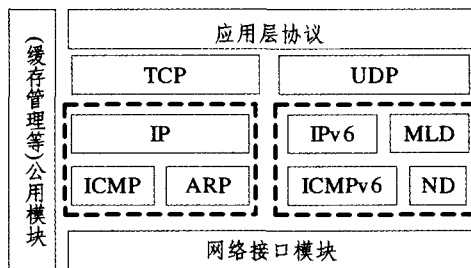 (缓存管理等)公用模块
应用层协议
TCP
UDP
IP
IPv6
MLD
ICMP
ARP
ICMPv6
ND
网络接口模块